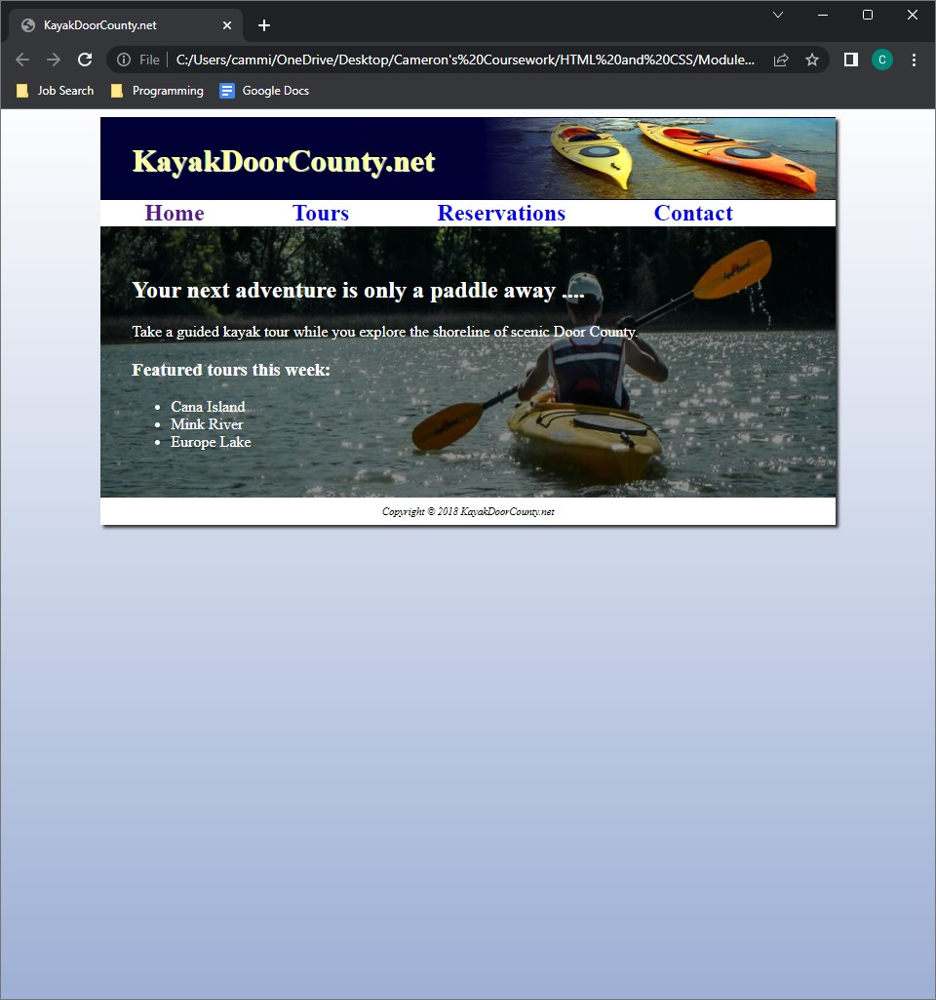 KayakDoorCounty.net
File
C:/Users/cammi/OneDrive/Desktop/Cameron's%20Coursework/HTML%20and%20CSS/Module...
C
Job Search
Programming
Google Docs
KayakDoorCounty.net
Home Tours Reservations Contact
Your next adventure is only a paddle away ....
Take a guided kayak tour while you explore the shoreline of scenic Door County.
Featured tours this week:
• Cana Island
• Mink River
• Europe Lake
Copyright © 2018 KayakDoorCounty.net